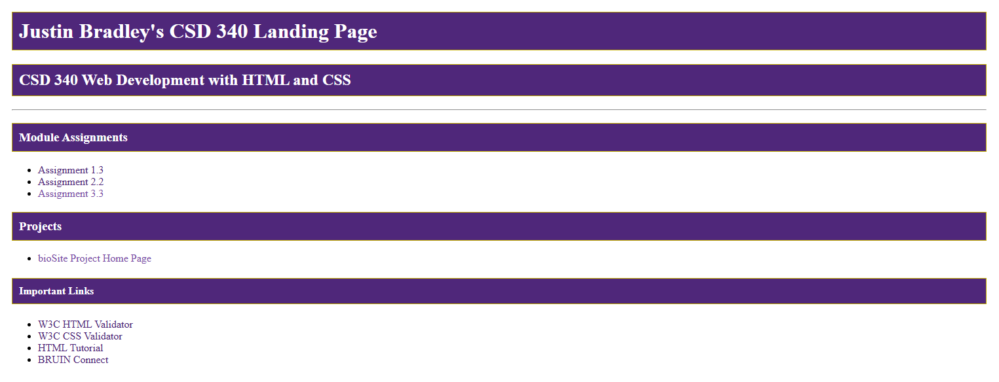 Justin Bradley's CSD 340 Landing Page
CSD 340 Web Development with HTML and CSS
Module Assignments
Assignment 1.3
Assignment 2.2
Assignment 3.3
Projects
bioSite Project Home Page
Important Links
W3C HTML Validator
W3C CSS Validator
HTML Tutorial
BRUIN Connect